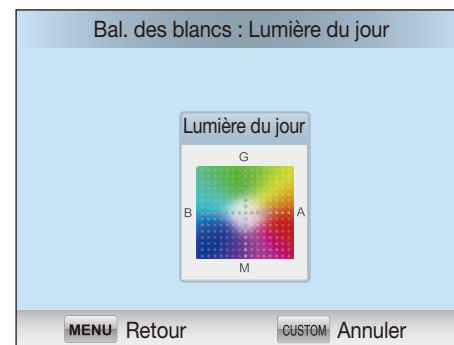 Bal. des blancs : Lumière du jour
Lumière du jour
G
B A
M
MENU Retour CUSTOM Annuler